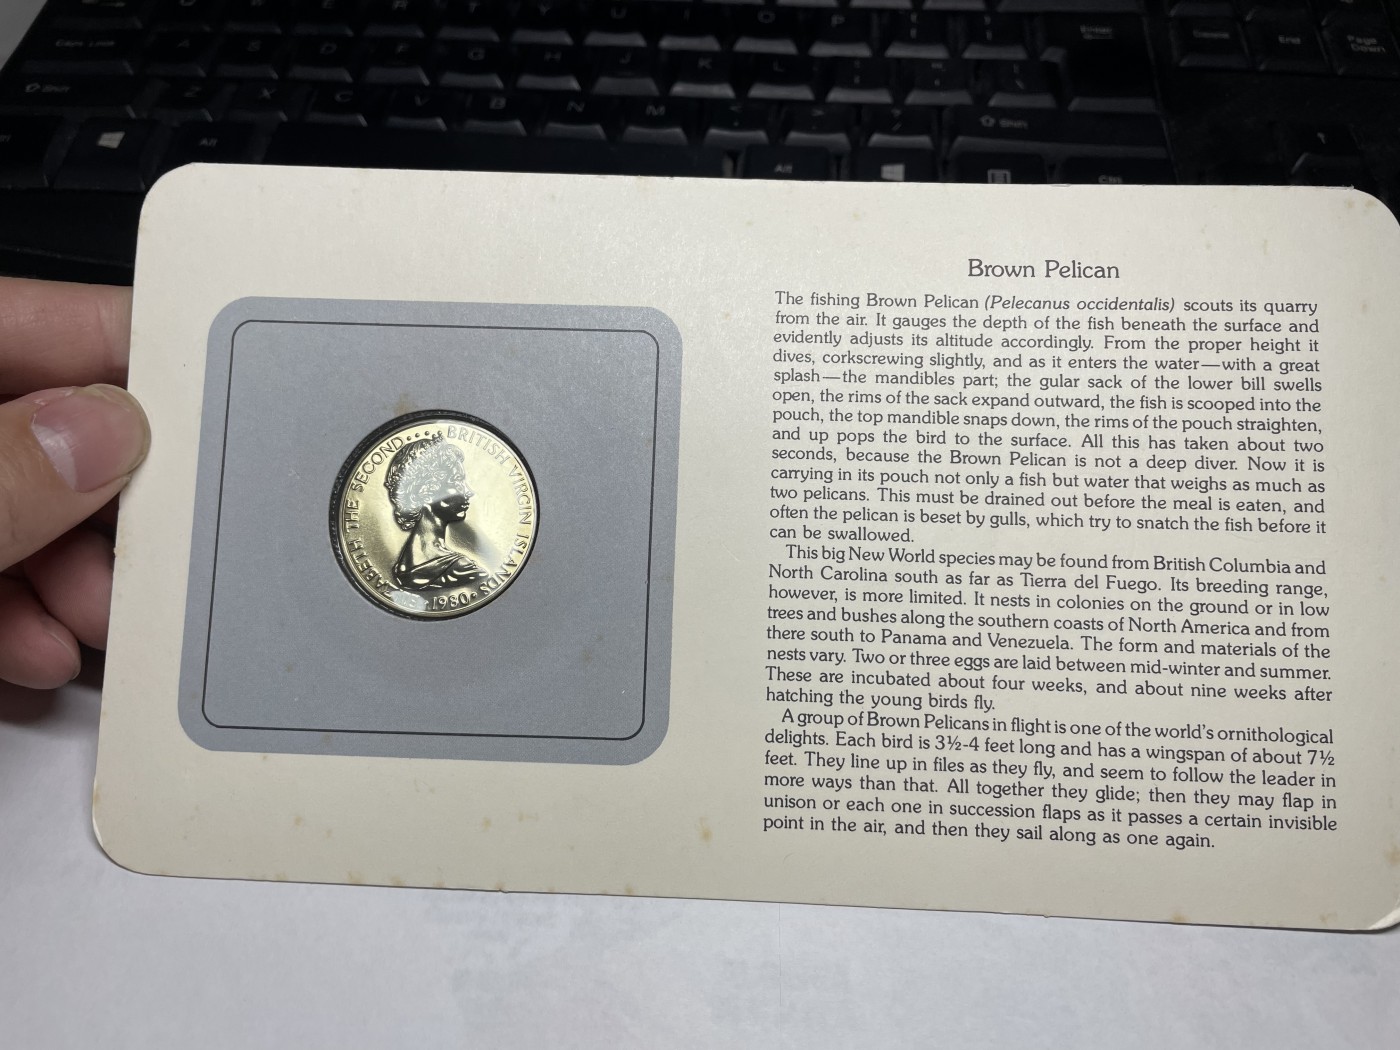 Brown Pelican
The fishing Brown Pelican (Pelecanus occidentalis) scouts its quarry
from the air. It gauges the depth of the fish beneath the surface and
evidently adjusts its altitude accordingly. From the proper height it
dives, corkscrewing slightly, and as it enters the water—with a great
splash—the mandibles part; the gular sack of the lower bill swells
open, the rims of the sack expand outward, the fish is scooped into the
pouch, the top mandible snaps down, the rims of the pouch straighten,
and up pops the bird to the surface. All this has taken about two
seconds, because the Brown Pelican is not a deep diver. Now it is
carrying in its pouch not only a fish but water that weighs as much as
two pelicans. This must be drained out before the meal is eaten, and
often the pelican is beset by gulls, which try to snatch the fish before it
can be swallowed.
This big New World species may be found from British Columbia and
North Carolina south as far as Tierra del Fuego. Its breeding range,
however, is more limited. It nests in colonies on the ground or in low
trees and bushes along the southern coasts of North America and from
there south to Panama and Venezuela. The form and materials of the
nests vary. Two or three eggs are laid between mid-winter and summer.
These are incubated about four weeks, and about nine weeks after
hatching the young birds fly.
A group of Brown Pelicans in flight is one of the world's ornithological
delights. Each bird is 3½-4 feet long and has a wingspan of about 7½
feet. They line up in files as they fly, and seem to follow the leader in
more ways than that. All together they glide; then they may flap in
unison or each one in succession flaps as it passes a certain invisible
point in the air, and then they sail along as one again.
THE SECOND.... BRITISH VIRGIN ISLANDS
•1980•
Alt
Alt
Ctrl